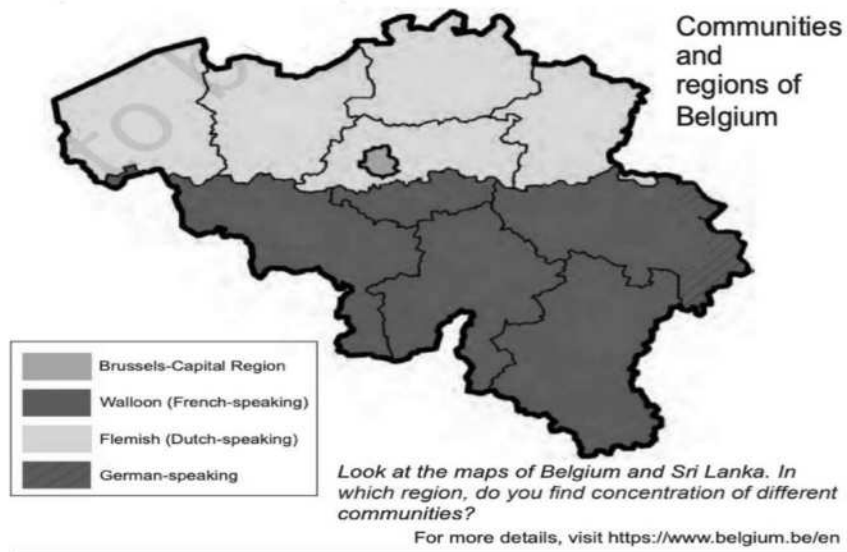 Communities
and
regions of
Belgium
to b
Brussels-Capital Region
Walloon (French-speaking)
Flemish (Dutch-speaking)
German-speaking
Look at the maps of Belgium and Sri Lanka. In
which region, do you find concentration of different
communities?
For more details, visit https://www.belgium.be/en